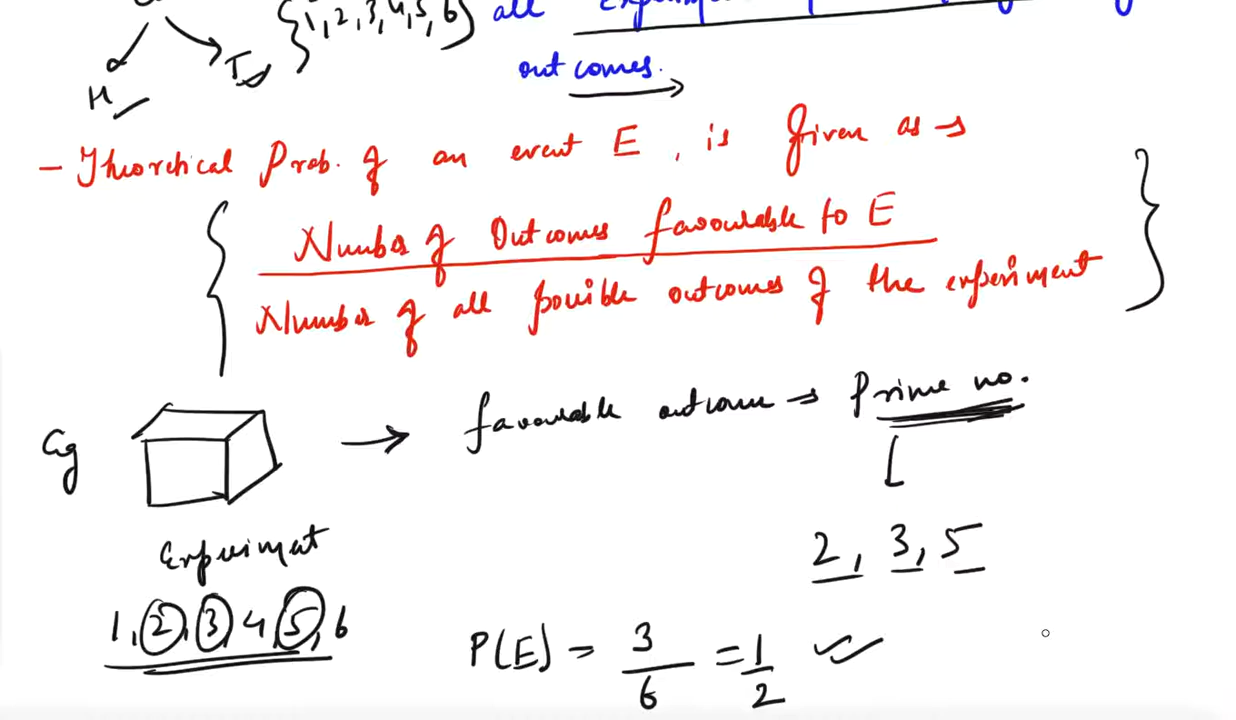 {1,2,3,4,5,6} all
outcomes.
H T
- Theoretical Prob. of an event E, is given as →
Number of Outcomes favourable to E
Number of all possible outcomes of the experiment
Eg → favourable outcome → Prime no.
[
Experiment 2, 3, 5
1, 2, 3, 4, 5, 6
P(E) = 3/6 = 1/2